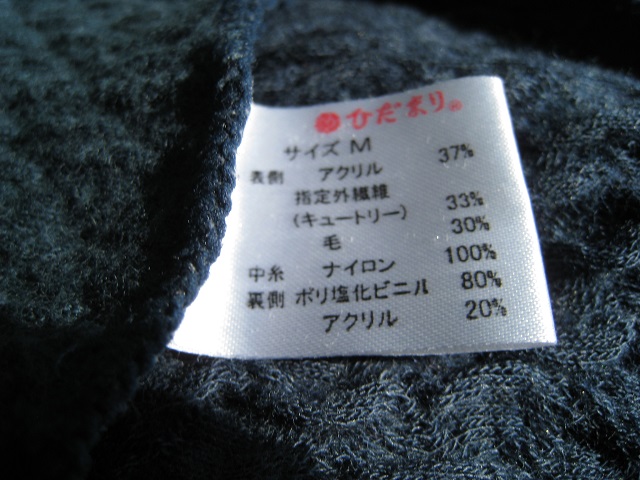 ひだまり®
サイズ M
表側 アクリル 37%
指定外繊維
(キュートリー) 33%
毛 30%
中糸 ナイロン 100%
裏側 ポリ塩化ビニル 80%
アクリル 20%